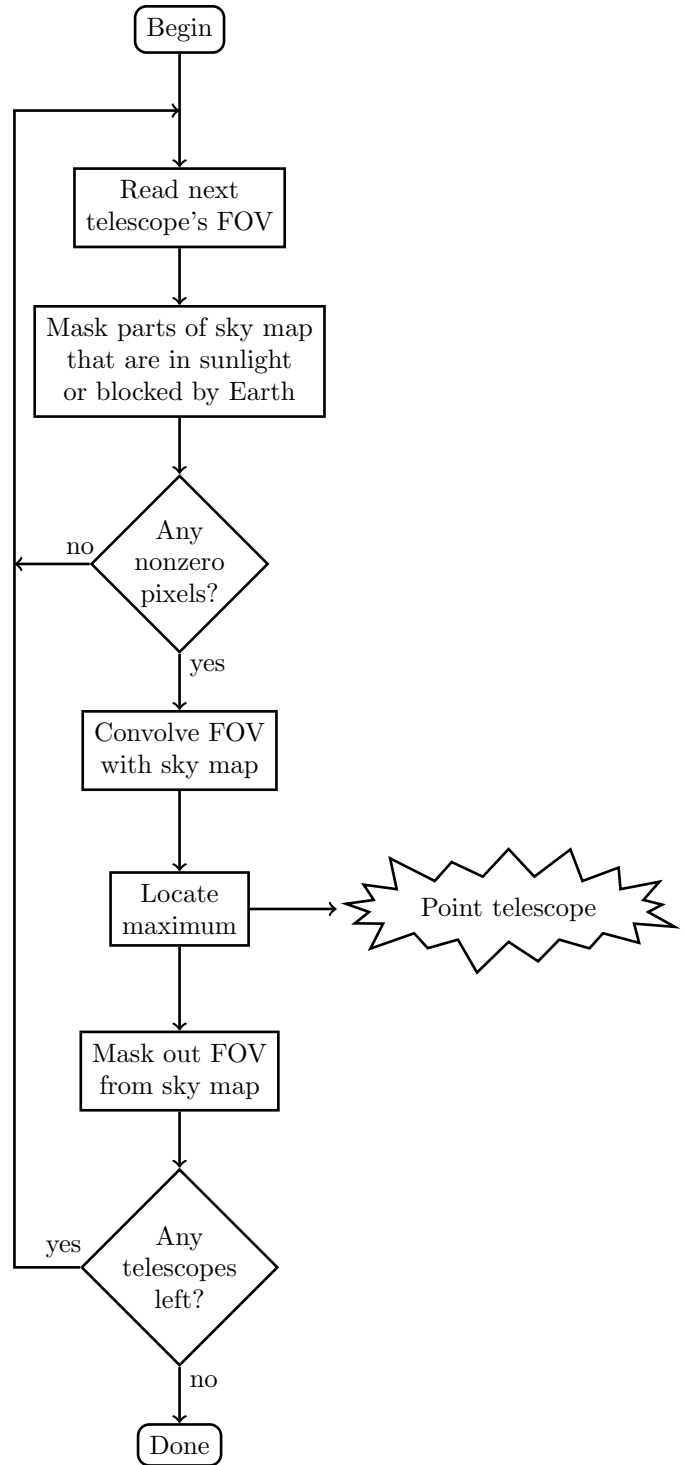 Begin
Read next
telescope's FOV
Mask parts of sky map
that are in sunlight
or blocked by Earth
Any
nonzero
pixels?
no
yes
Convolve FOV
with sky map
Locate
maximum
Point telescope
Mask out FOV
from sky map
Any
telescopes
left?
yes
no
Done